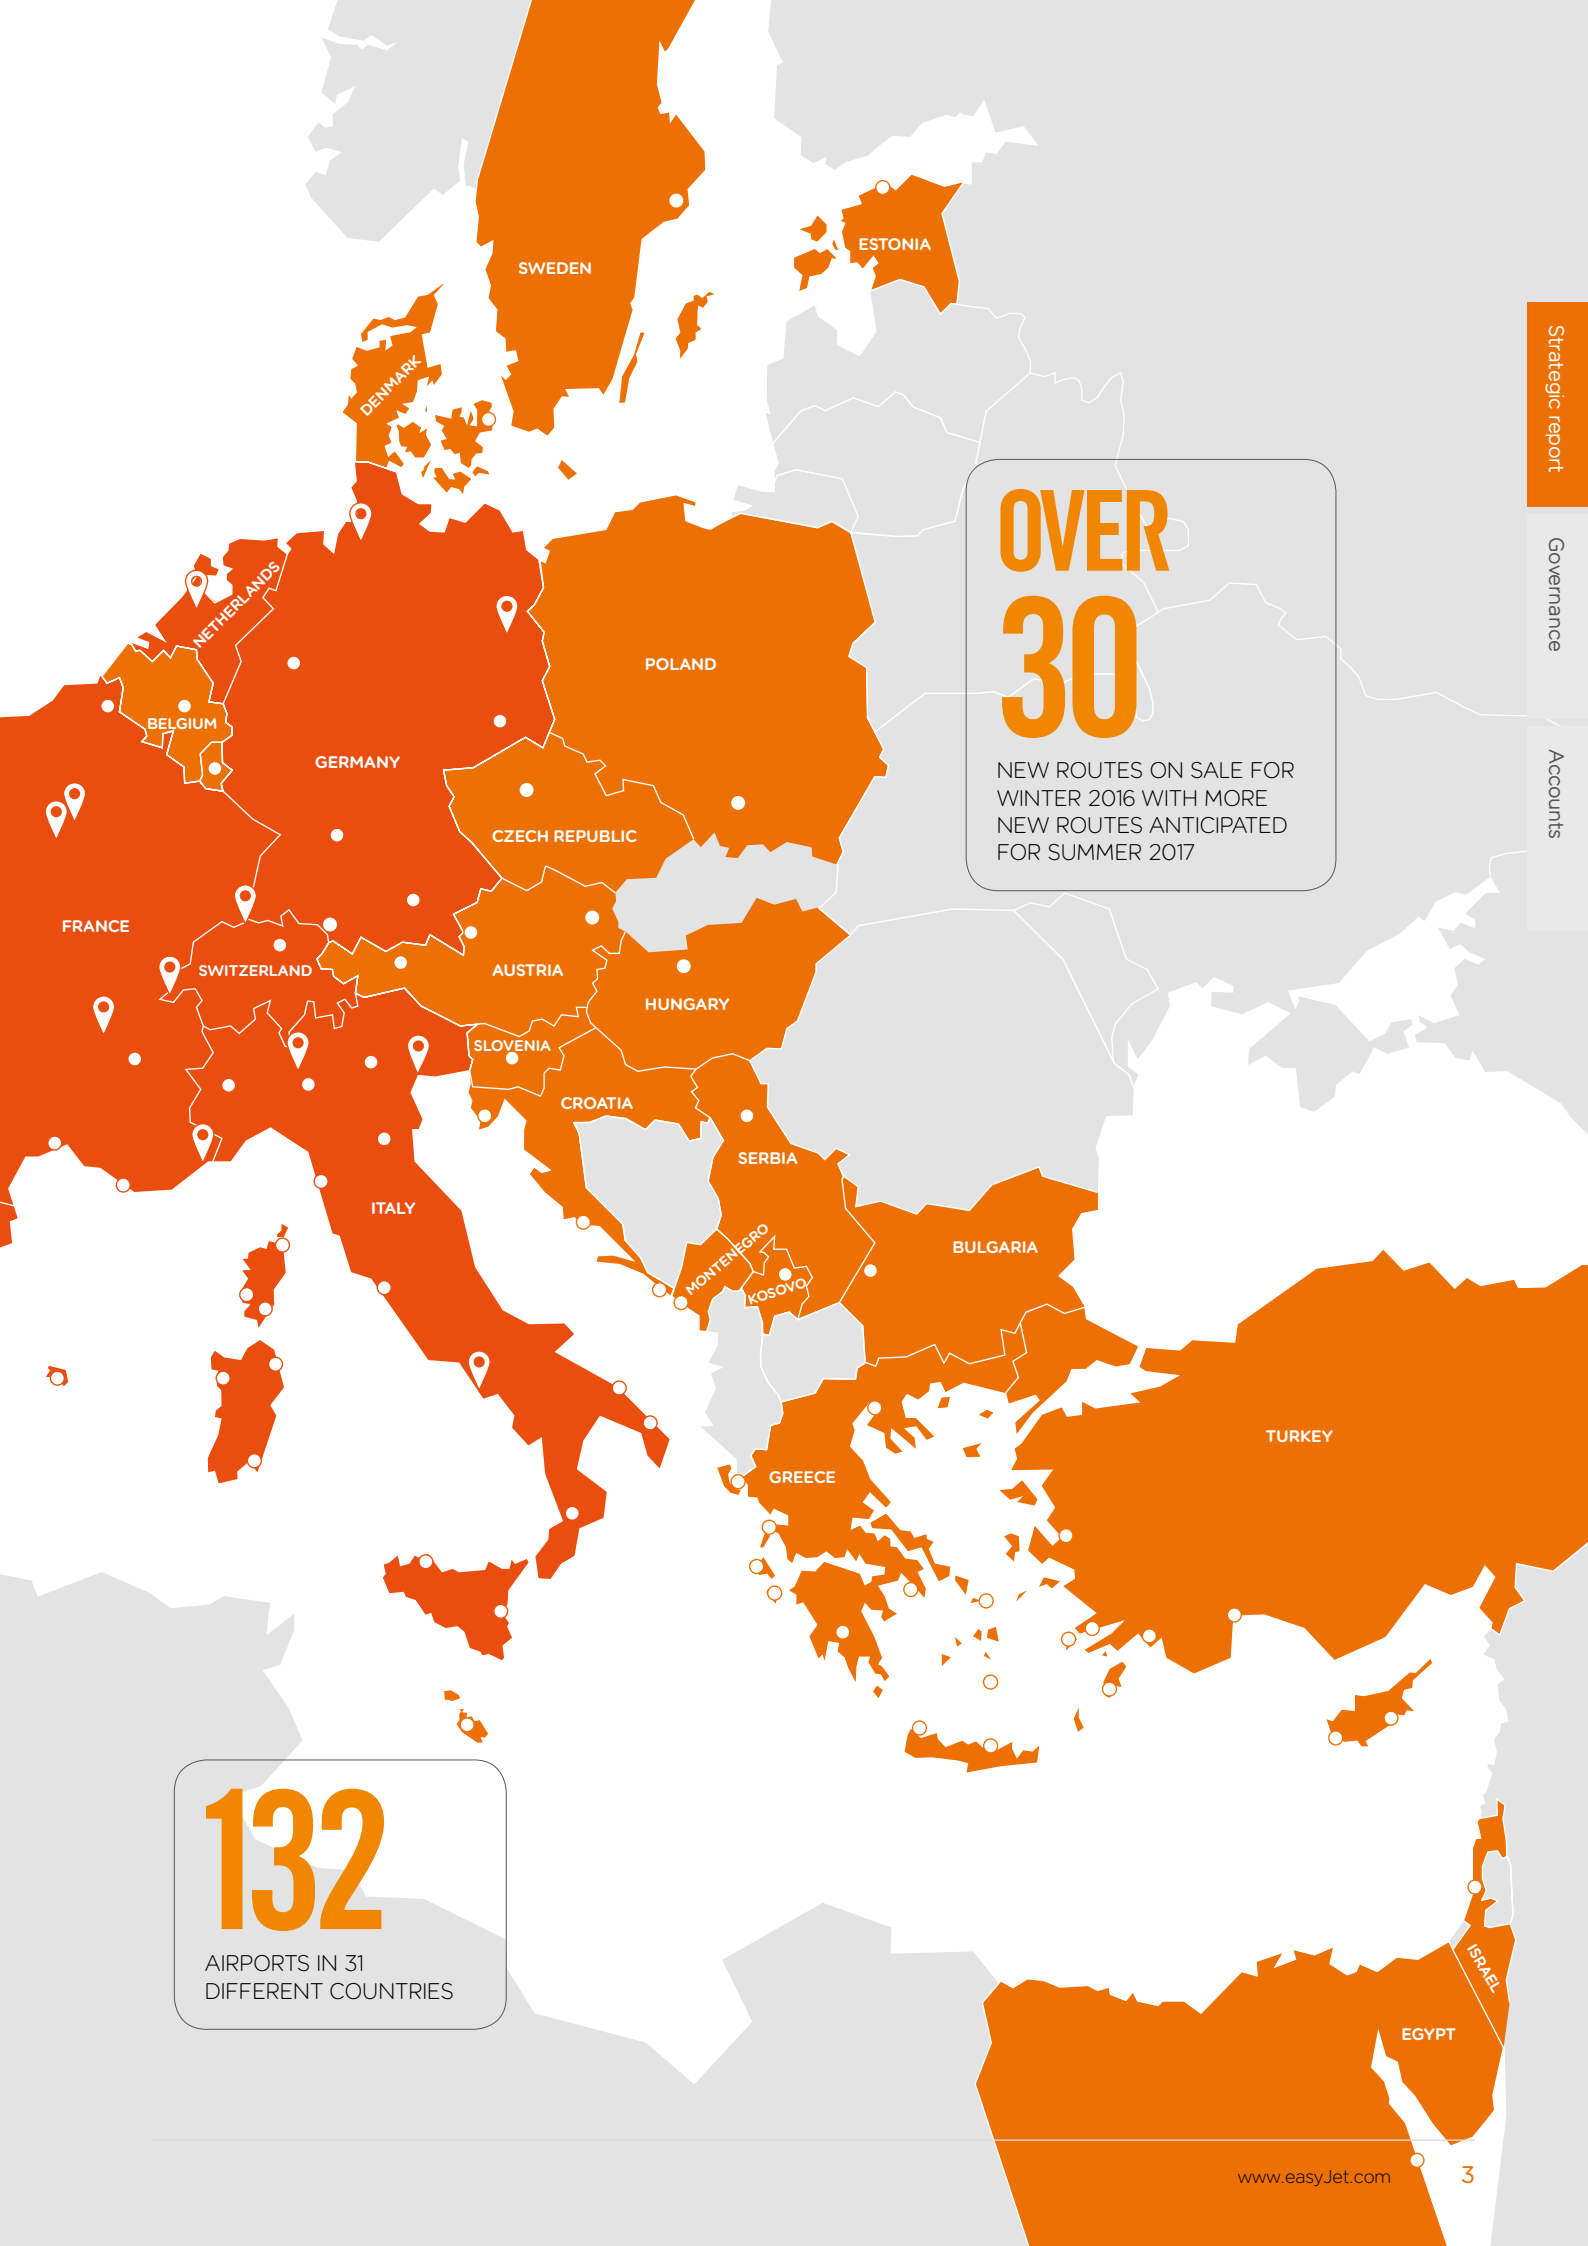 SWEDEN
ESTONIA
DENMARK
Strategic report
Governance
Accounts
OVER
30
NEW ROUTES ON SALE FOR
WINTER 2016 WITH MORE
NEW ROUTES ANTICIPATED
FOR SUMMER 2017
NETHERLANDS
POLAND
BELGIUM
GERMANY
CZECH REPUBLIC
FRANCE
SWITZERLAND
AUSTRIA
HUNGARY
SLOVENIA
CROATIA
SERBIA
ITALY
MONTENEGRO
BULGARIA
KOSOVO
TURKEY
GREECE
132
AIRPORTS IN 31
DIFFERENT COUNTRIES
ISRAEL
EGYPT
www.easyJet.com
3